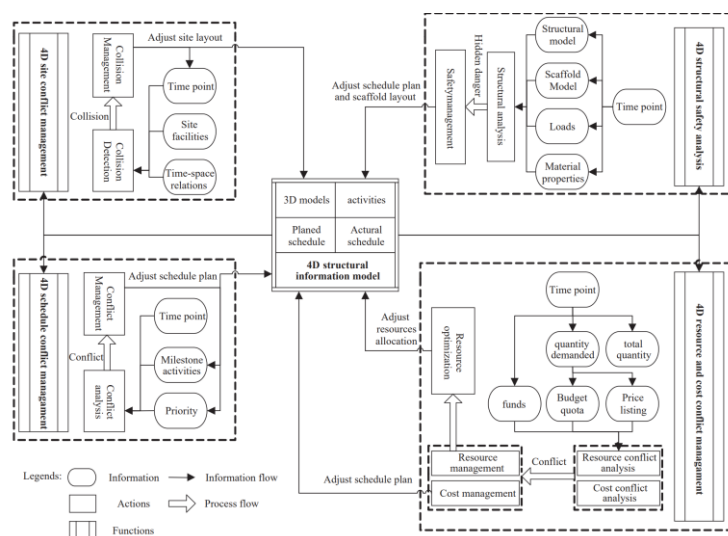 4D site conflict management
Collision
Management
Collision
Collision
Detection
Adjust site layout
Time point
Site
facilities
Time-space
relations
Adjust schedule plan
and scaffold layout
Safetymanagement
Hidden danger
Structural analysis
Structural
model
Scaffold
Model
Loads
Material
properties
Time point
4D structural safety analysis
3D models
activities
Planed
schedule
Actural
schedule
4D structural
information model
4D schedule conflict managament
Conflict
Management
Conflict
Conflict
analysis
Adjust schedule plan
Time point
Milestone
activities
Priority
Adjust
resources
allocation
Resource
optimization
Time point
quantity
demanded
total
quantity
funds
Budget
quota
Price
listing
Resource
management
Cost management
Conflict
Resource conflict
analysis
Cost conflict
analysis
4D resource and cost conflict managament
Adjust schedule plan
Legends:
Information
Information flow
Actions
Process flow
Functions